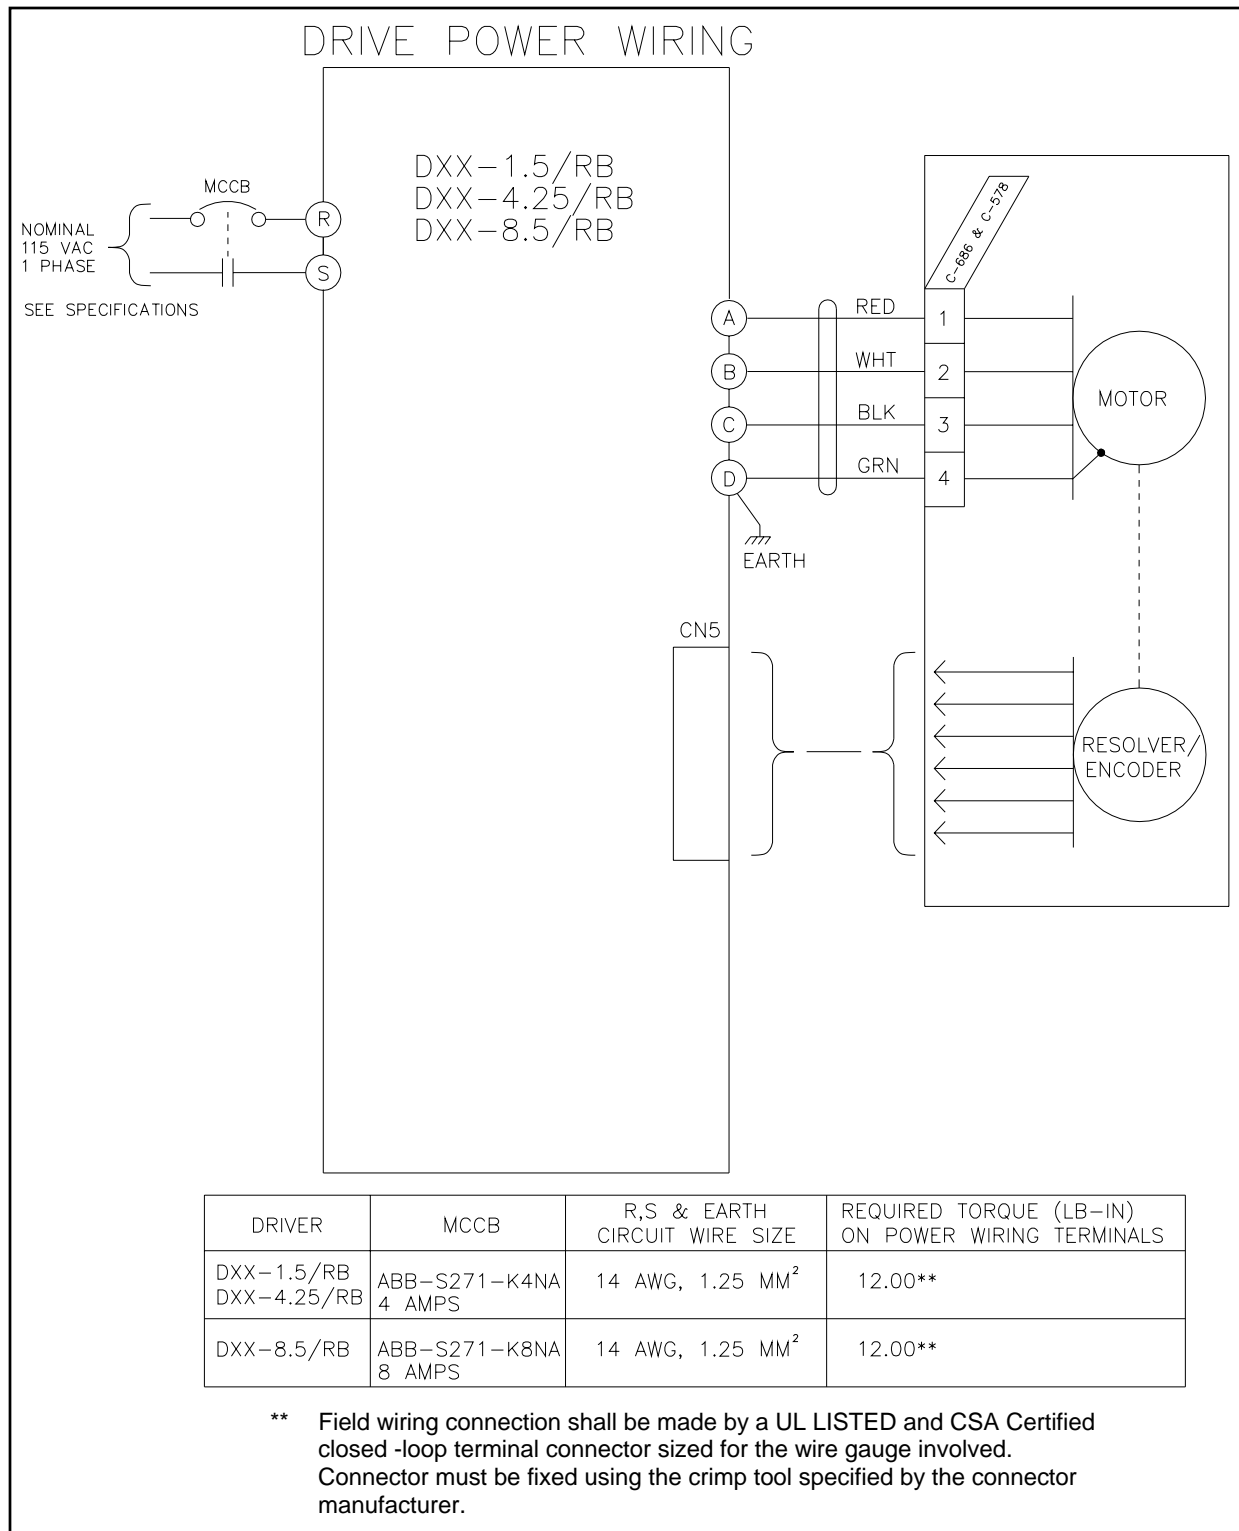 DRIVE POWER WIRING
DXX-1.5/RB
DXX-4.25/RB
DXX-8.5/RB
MCCB
NOMINAL
115 VAC
1 PHASE
SEE SPECIFICATIONS
R
S
C-686 & C-578
A
RED
1
B
WHT
2
C
BLK
3
D
GRN
4
MOTOR
EARTH
CN5
RESOLVER/
ENCODER
DRIVER
MCCB
R,S & EARTH
CIRCUIT WIRE SIZE
REQUIRED TORQUE (LB-IN)
ON POWER WIRING TERMINALS
DXX-1.5/RB
DXX-4.25/RB
ABB-S271-K4NA
4 AMPS
14 AWG, 1.25 MM²
12.00**
DXX-8.5/RB
ABB-S271-K8NA
8 AMPS
14 AWG, 1.25 MM²
12.00**
** Field wiring connection shall be made by a UL LISTED and CSA Certified
closed -loop terminal connector sized for the wire gauge involved.
Connector must be fixed using the crimp tool specified by the connector
manufacturer.